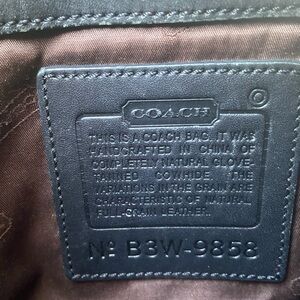 COACH
©
THIS IS A COACH BAG. IT WAS
HANDCRAFTED IN CHINA OF
COMPLETELY NATURAL GLOVE-
TANNED COWHIDE. THE
VARIATIONS IN THE GRAIN ARE
CHARACTERISTIC OF NATURAL
FULL-GRAIN LEATHER.
Nº B3W-9858